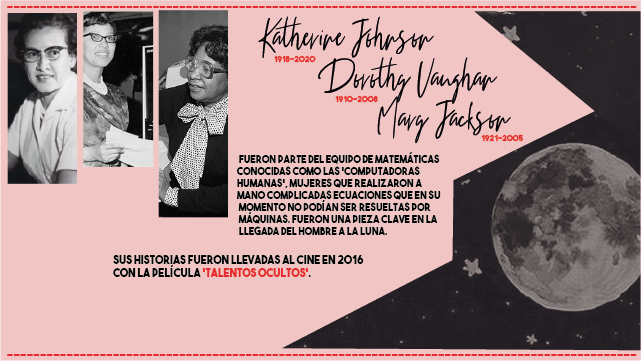 Katherine Johnson
1918-2020
Dorothy Vaughan
1910-2008
Mary Jackson
1921-2005
FUERON PARTE DEL EQUIPO DE MATEMÁTICAS
CONOCIDAS COMO LAS 'COMPUTADORAS
HUMANAS', MUJERES QUE REALIZARON A
MANO COMPLICADAS ECUACIONES QUE EN SU
MOMENTO NO PODÍAN SER RESUELTAS POR
MÁQUINAS. FUERON UNA PIEZA CLAVE EN LA
LLEGADA DEL HOMBRE A LA LUNA.
SUS HISTORIAS FUERON LLEVADAS AL CINE EN 2016
CON LA PELÍCULA 'TALENTOS OCULTOS'.